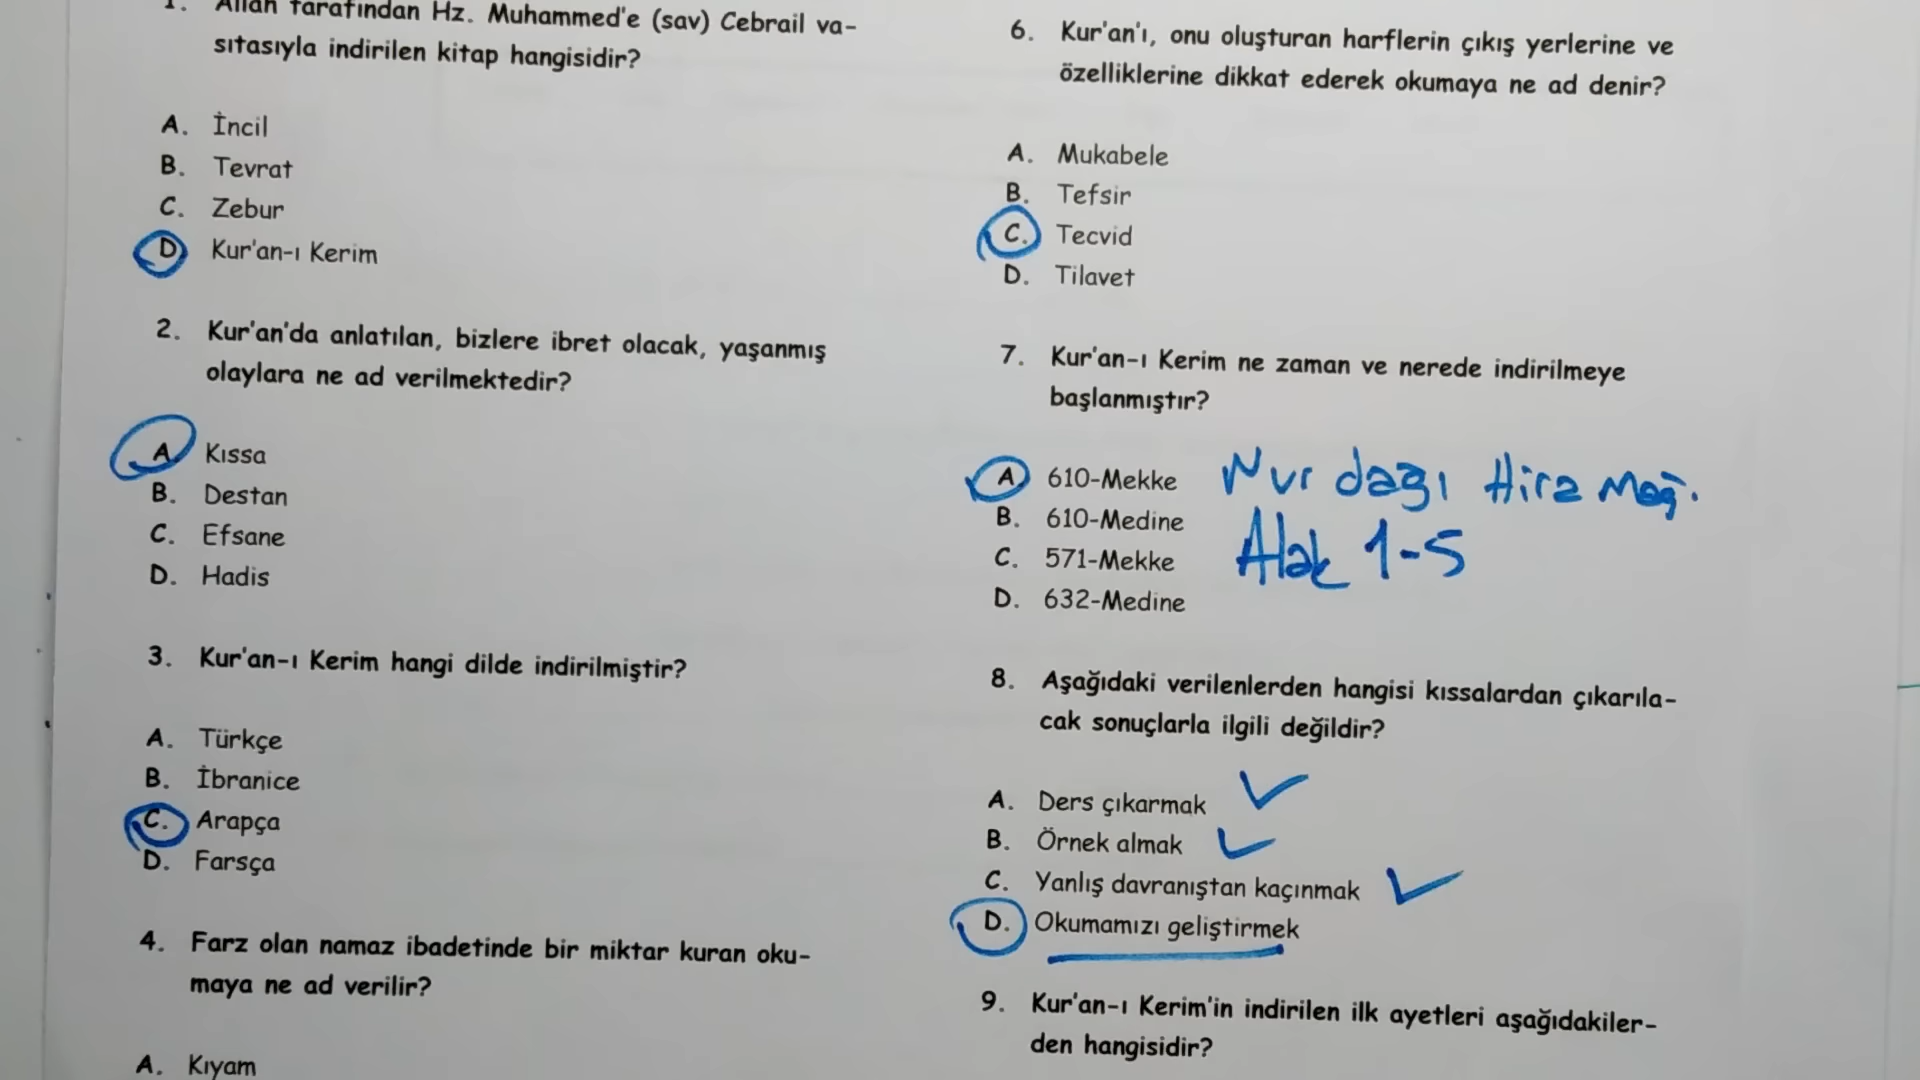 1. Allah tarafından Hz. Muhammed'e (sav) Cebrail va-
sıtasıyla indirilen kitap hangisidir?
A. İncil
B. Tevrat
C. Zebur
D. Kur'an-ı Kerim
2. Kur'an'da anlatılan, bizlere ibret olacak, yaşanmış
olaylara ne ad verilmektedir?
A. Kıssa
B. Destan
C. Efsane
D. Hadis
3. Kur'an-ı Kerim hangi dilde indirilmiştir?
A. Türkçe
B. İbranice
C. Arapça
D. Farsça
4. Farz olan namaz ibadetinde bir miktar kuran oku-
maya ne ad verilir?
A. Kıyam
6. Kur'an'ı, onu oluşturan harflerin çıkış yerlerine ve
özelliklerine dikkat ederek okumaya ne ad denir?
A. Mukabele
B. Tefsir
C. Tecvid
D. Tilavet
7. Kur'an-ı Kerim ne zaman ve nerede indirilmeye
başlanmıştır?
A. 610-Mekke Nur dağı Hira Mağ.
B. 610-Medine Alak 1-5
C. 571-Mekke
D. 632-Medine
8. Aşağıdaki verilenlerden hangisi kıssalardan çıkarıla-
cak sonuçlarla ilgili değildir?
A. Ders çıkarmak
B. Örnek almak
C. Yanlış davranıştan kaçınmak
D. Okumamızı geliştirmek
9. Kur'an-ı Kerim'in indirilen ilk ayetleri aşağıdakiler-
den hangisidir?